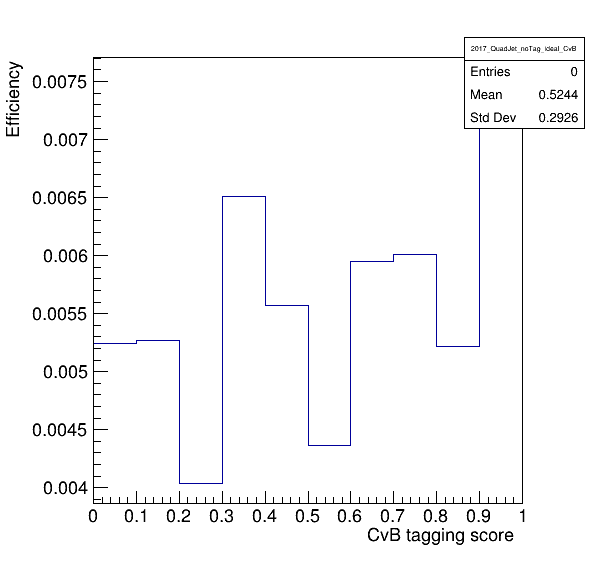 2017_QuadJet_noTag_ideal_CvB
Entries 0
Mean 0.5244
Std Dev 0.2926
Efficiency
0.0075
0.007
0.0065
0.006
0.0055
0.005
0.0045
0.004
0 0.1 0.2 0.3 0.4 0.5 0.6 0.7 0.8 0.9 1
CvB tagging score